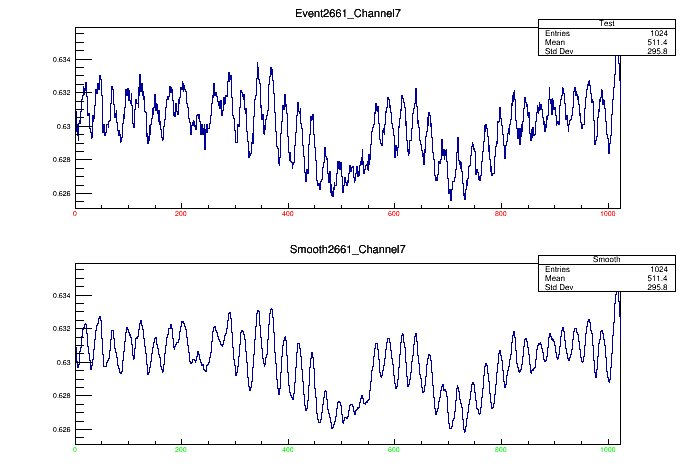 Event2661_Channel7
Test
Entries 1024
Mean 511.4
Std Dev 295.8
0.634
0.632
0.63
0.628
0.626
0 200 400 600 800 1000
Smooth2661_Channel7
Smooth
Entries 1024
Mean 511.4
Std Dev 295.8
0.634
0.632
0.63
0.628
0.626
0 200 400 600 800 1000